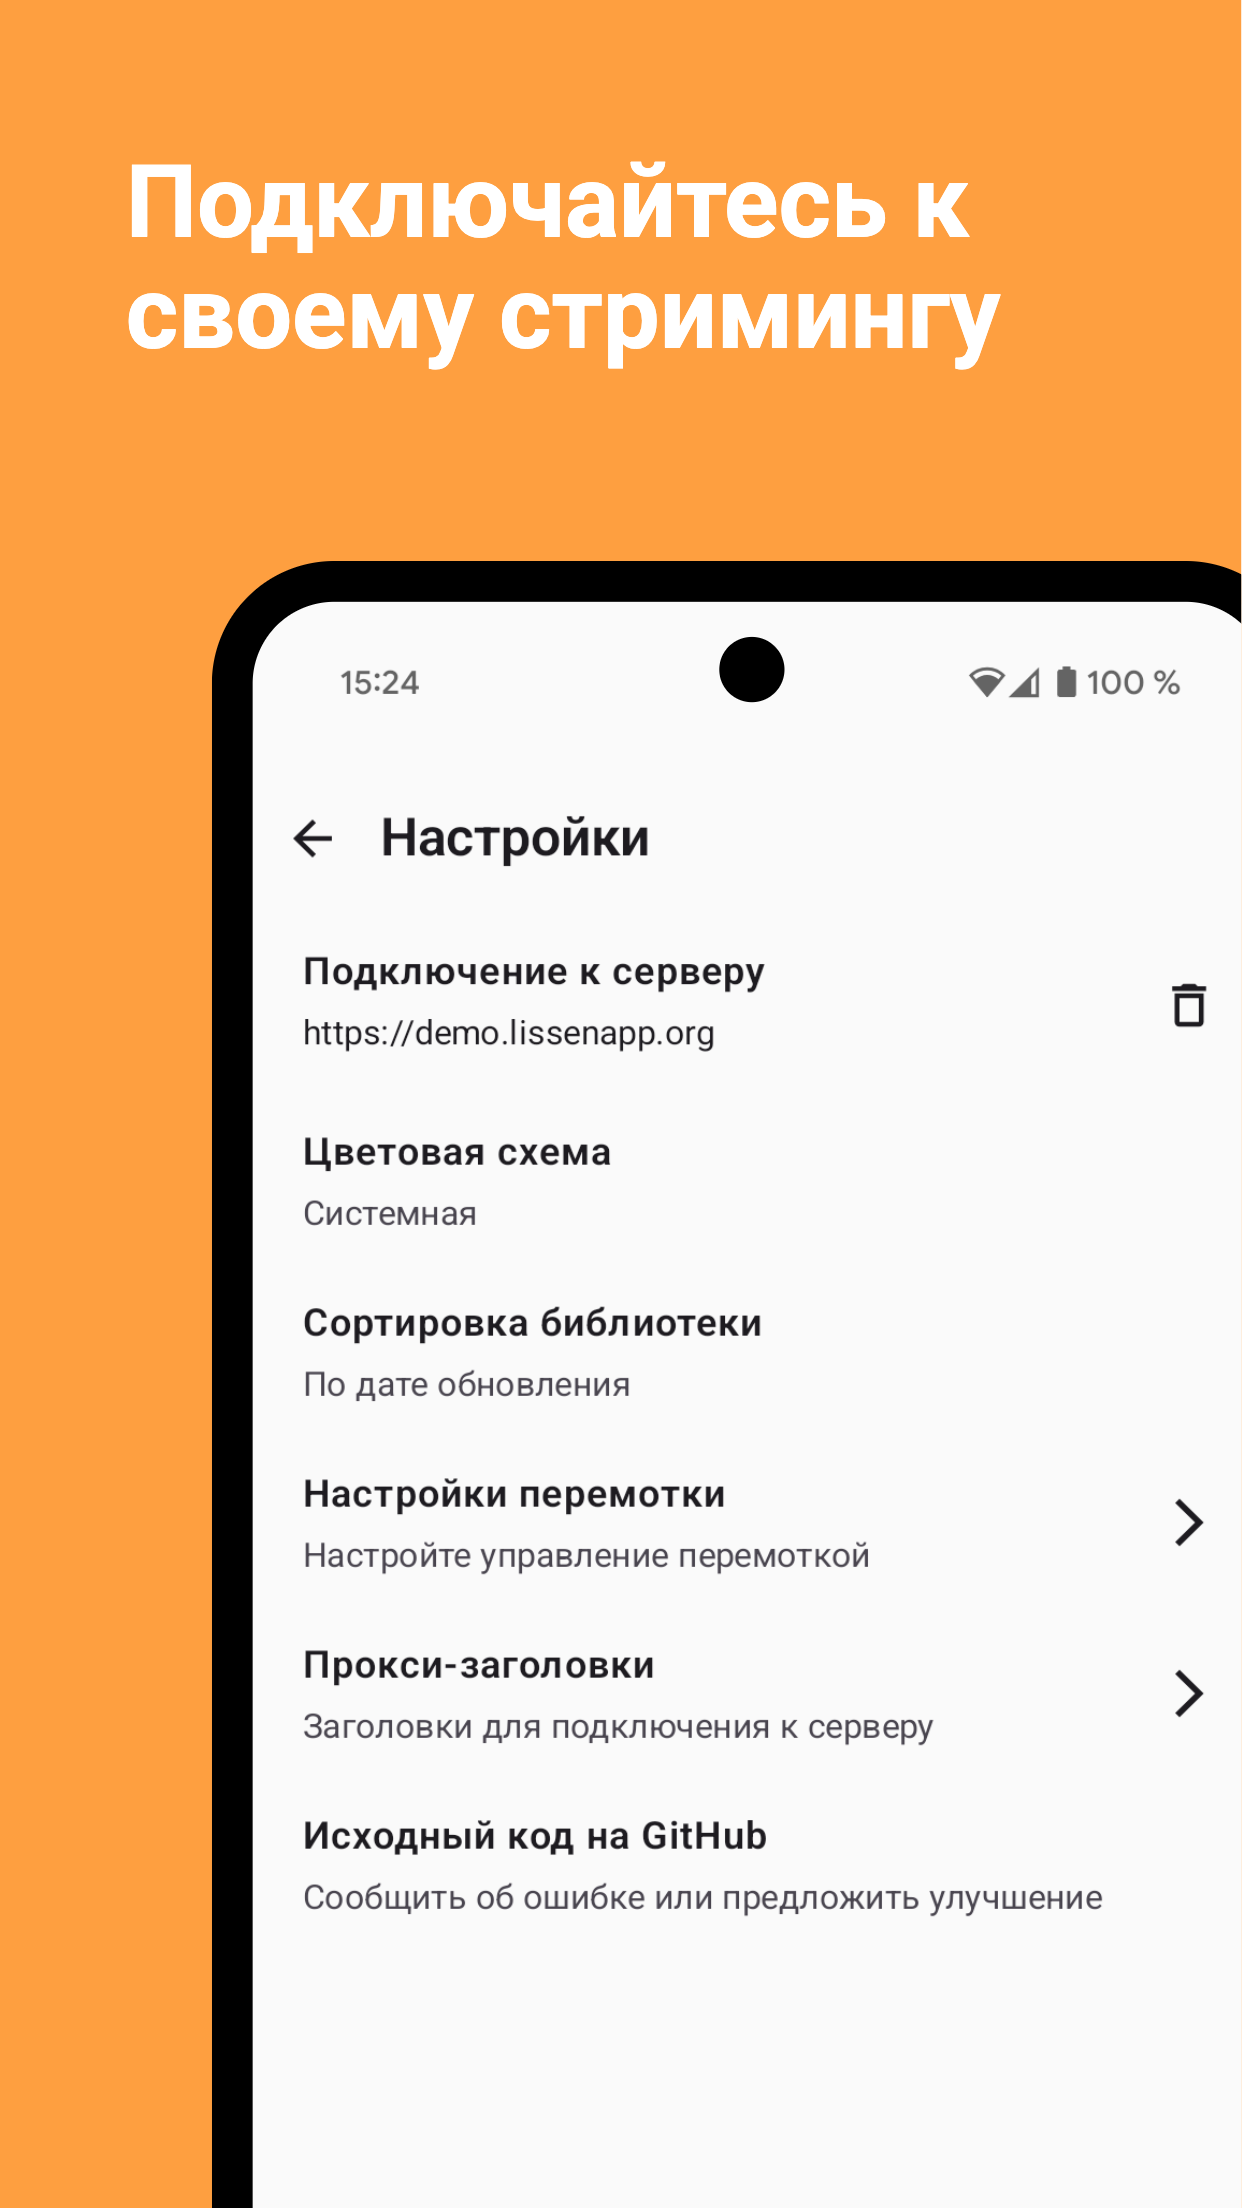 Подключайтесь к
своему стримингу
15:24
100 %
Настройки
Подключение к серверу
https://demo.lissenapp.org
Цветовая схема
Системная
Сортировка библиотеки
По дате обновления
Настройки перемотки
Настройте управление перемоткой
Прокси-заголовки
Заголовки для подключения к серверу
Исходный код на GitHub
Сообщить об ошибке или предложить улучшение